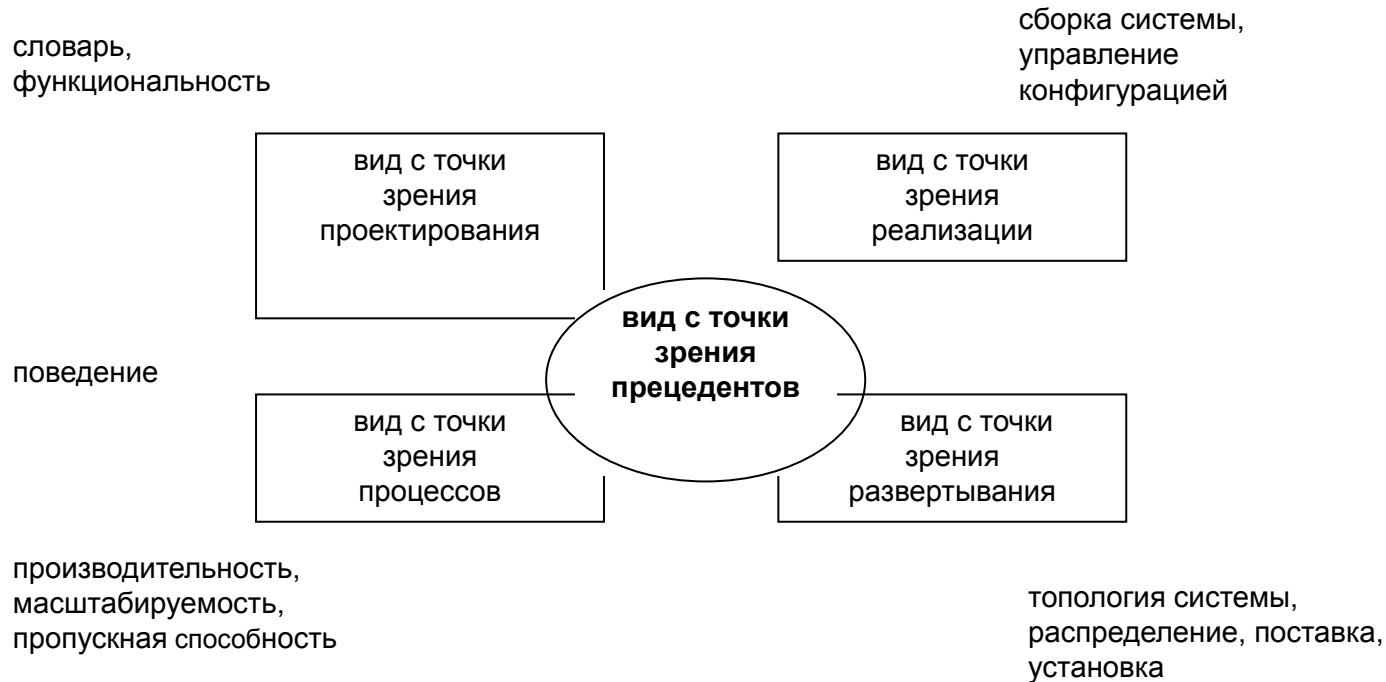 словарь,
функциональность
сборка системы,
управление
конфигурацией
вид с точки
зрения
проектирования
вид с точки
зрения
реализации
вид с точки
зрения
прецедентов
поведение
вид с точки
зрения
процессов
вид с точки
зрения
развертывания
производительность,
масштабируемость,
пропускная способность
топология системы,
распределение, поставка,
установка